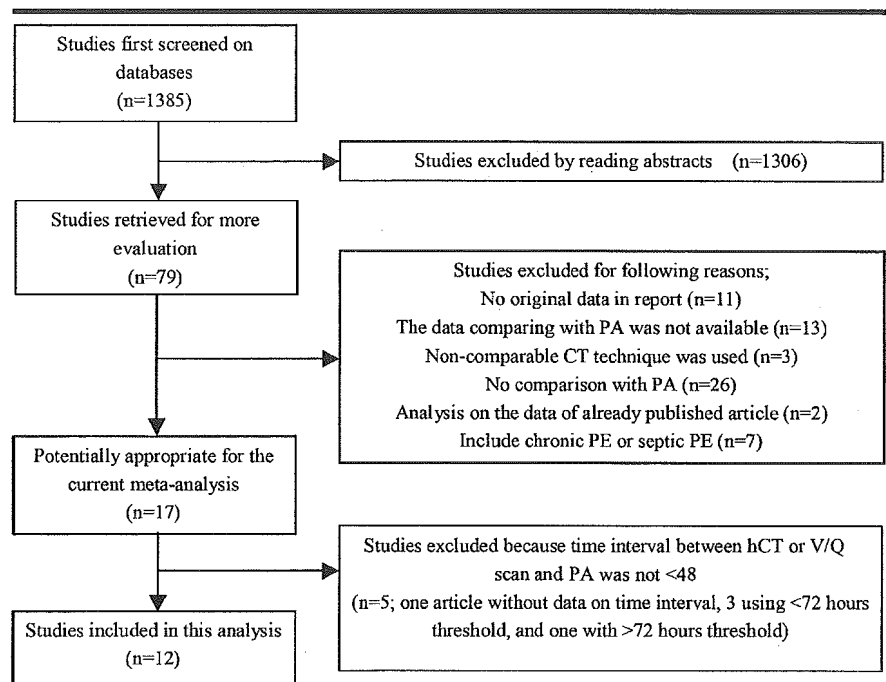 Studies first screened on
databases
(n=1385)
Studies excluded by reading abstracts (n=1306)
Studies retrieved for more
evaluation
(n=79)
Studies excluded for following reasons;
No original data in report (n=11)
The data comparing with PA was not available (n=13)
Non-comparable CT technique was used (n=3)
No comparison with PA (n=26)
Analysis on the data of already published article (n=2)
Include chronic PE or septic PE (n=7)
Potentially appropriate for the
current meta-analysis
(n=17)
Studies excluded because time interval between hCT or V/Q
scan and PA was not <48
(n=5; one article without data on time interval, 3 using <72 hours
threshold, and one with >72 hours threshold)
Studies included in this analysis
(n=12)